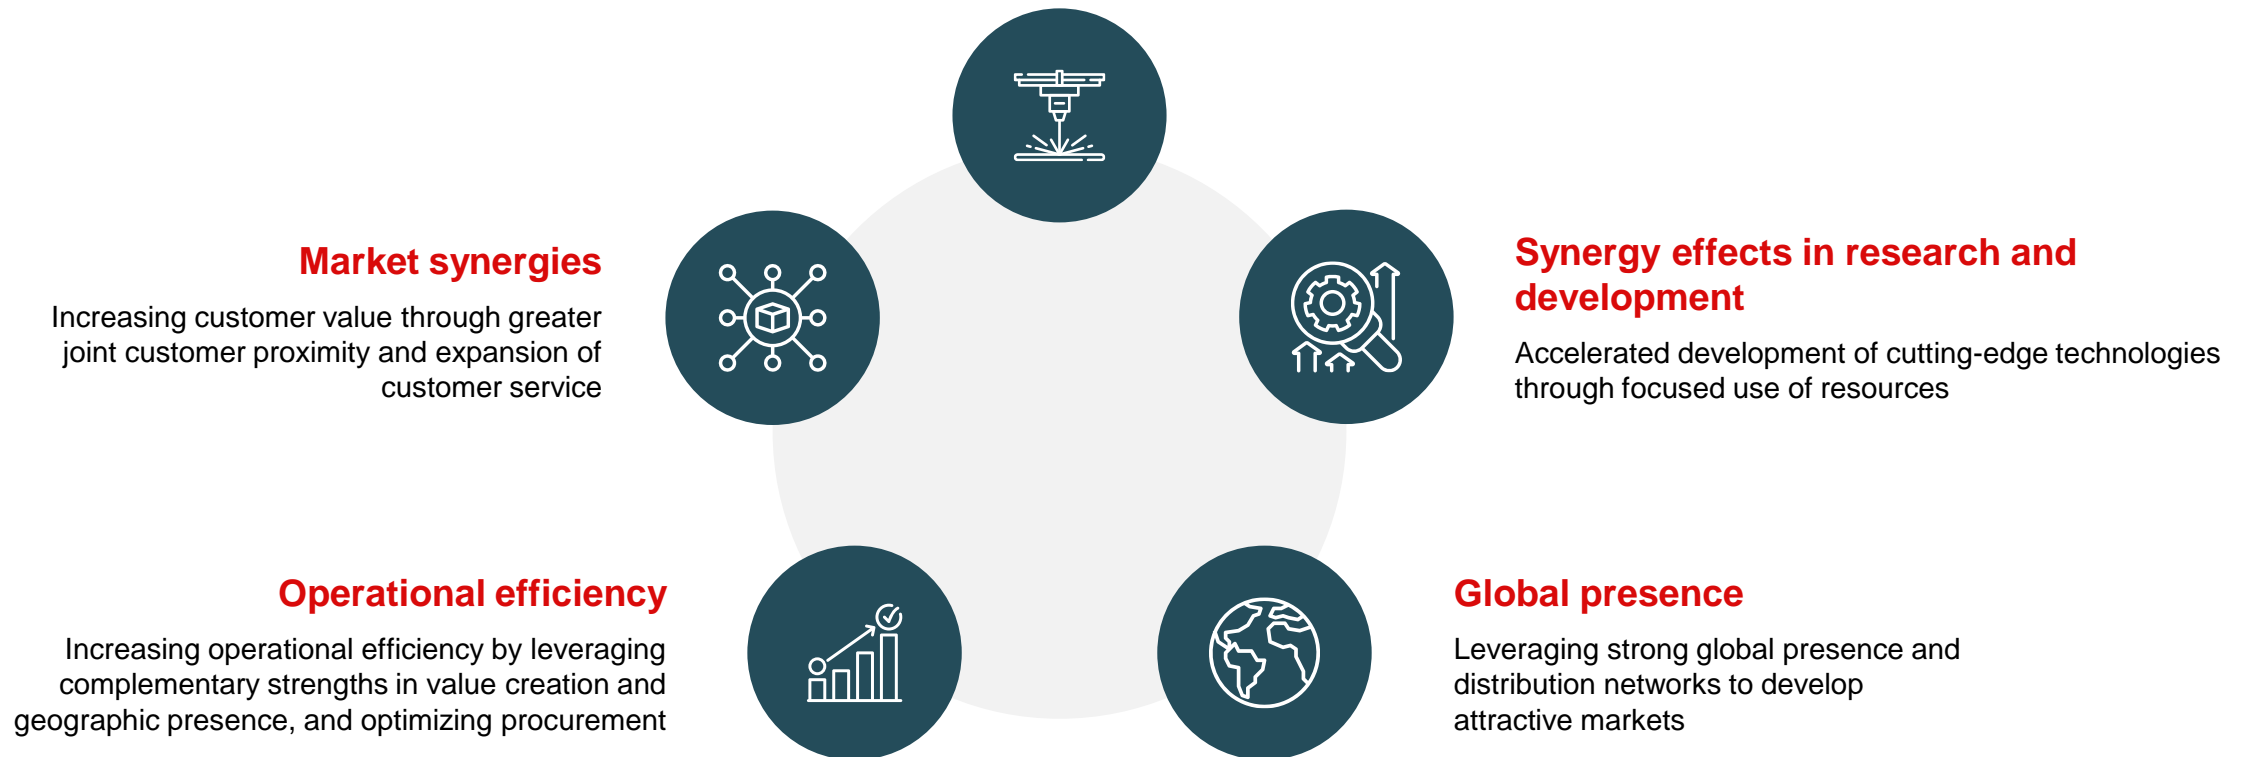 Market synergies
Increasing customer value through greater
joint customer proximity and expansion of
customer service
Synergy effects in research and
development
Accelerated development of cutting-edge technologies
through focused use of resources
Operational efficiency
Increasing operational efficiency by leveraging
complementary strengths in value creation and
geographic presence, and optimizing procurement
Global presence
Leveraging strong global presence and
distribution networks to develop
attractive markets